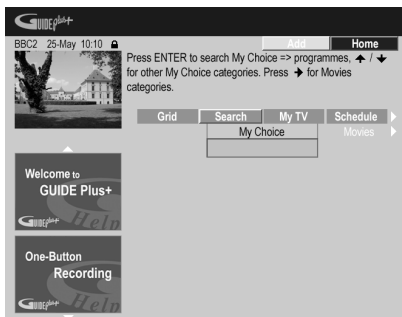 GUIDE Plus+
BBC2 25-May 10:10
Add Home
Press ENTER to search My Choice => programmes, ↑ / ↓
for other My Choice categories. Press → for Movies
categories.
Grid Search My TV Schedule
My Choice Movies
Welcome to
GUIDE Plus+
GUIDE Plus+ Help
One-Button
Recording
GUIDE Plus+ Help